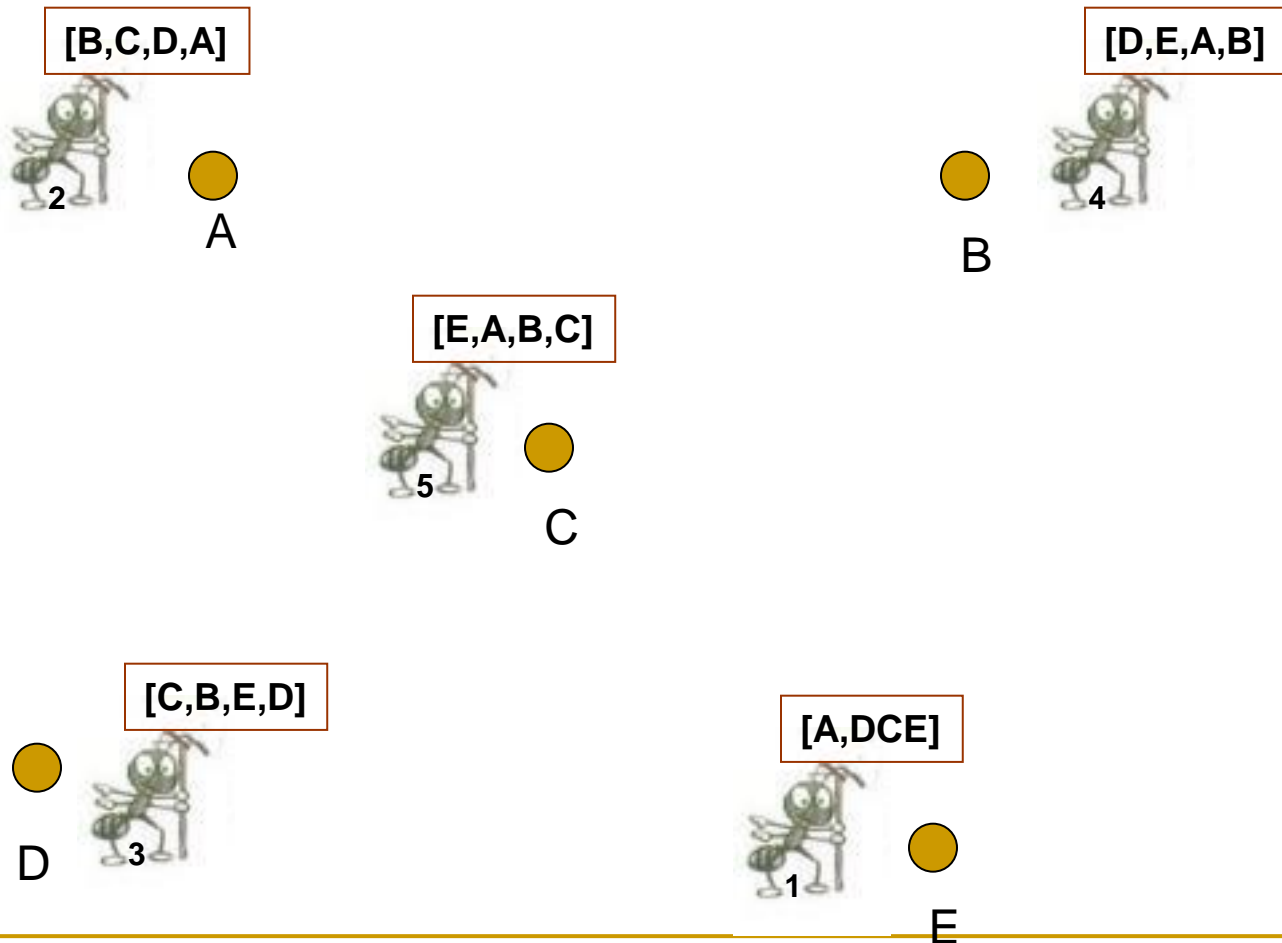 [B,C,D,A]
[D,E,A,B]
2
4
A
B
[E,A,B,C]
5
C
[C,B,E,D]
[A,DCE]
D
3
1
E